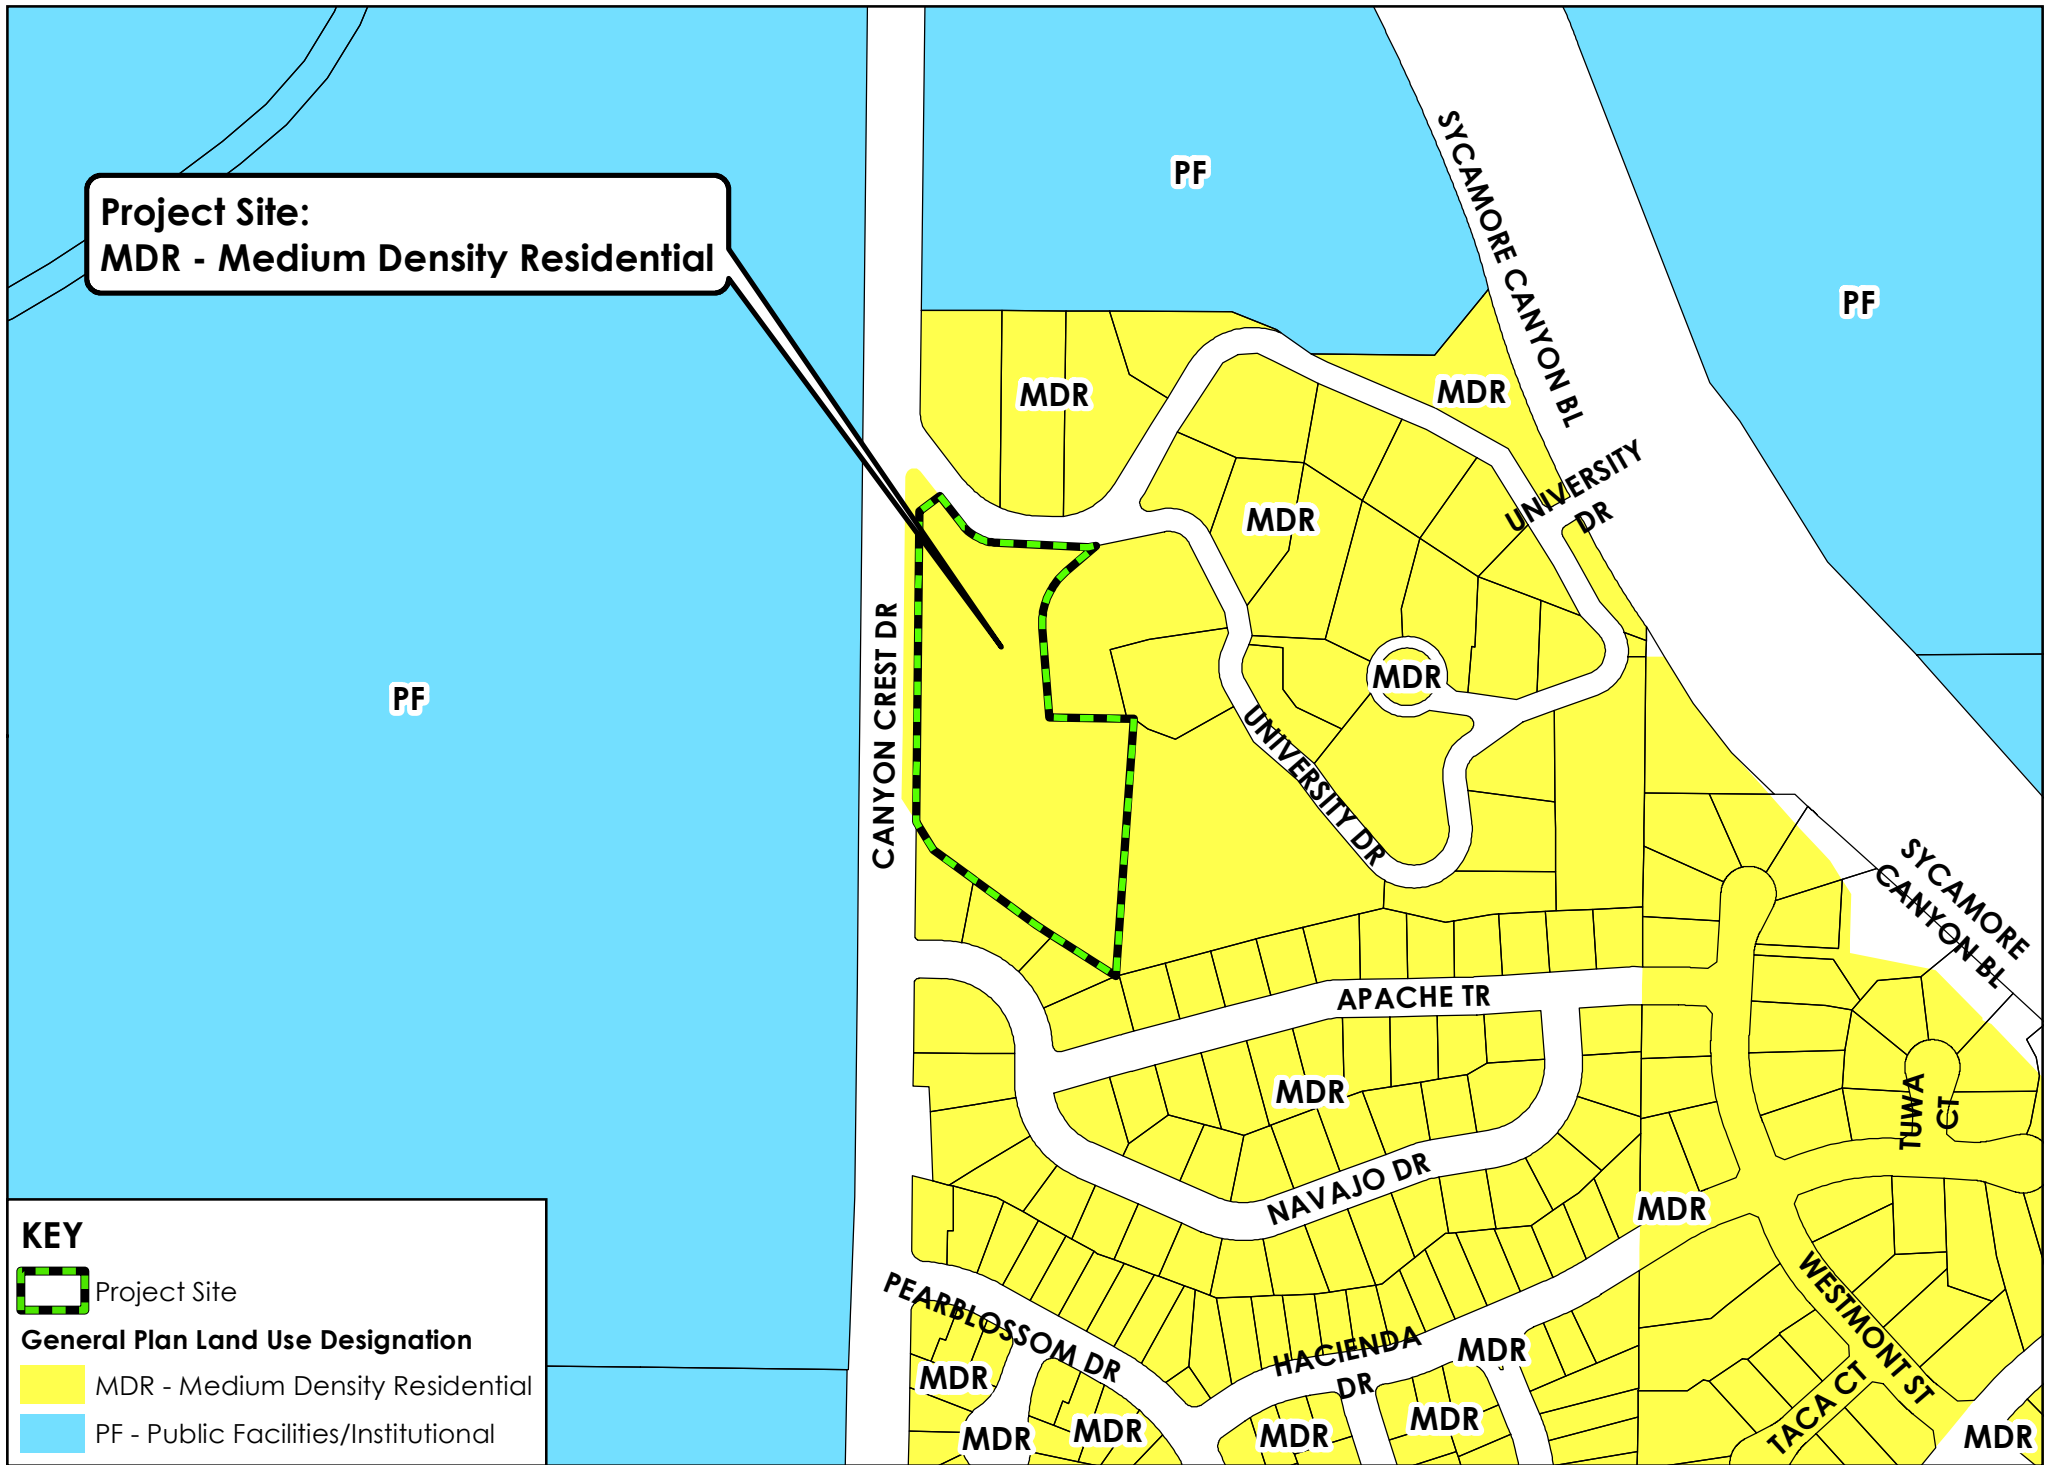 PF
Project Site:
MDR - Medium Density Residential
SYCAMORE CANYON BL
PF
MDR
MDR
UNIVERSITY
DR
MDR
CANYON CREST DR
MDR
PF
UNIVERSITY DR
SYCAMORE
CANYON BL
APACHE TR
MDR
TUWA
CT
NAVAJO DR
MDR
KEY
Project Site
General Plan Land Use Designation
MDR - Medium Density Residential
PF - Public Facilities/Institutional
PEARBLOSSOM DR
HACIENDA
DR
MDR
WESTMONT ST
TACA CT
MDR
MDR
MDR
MDR
MDR
MDR